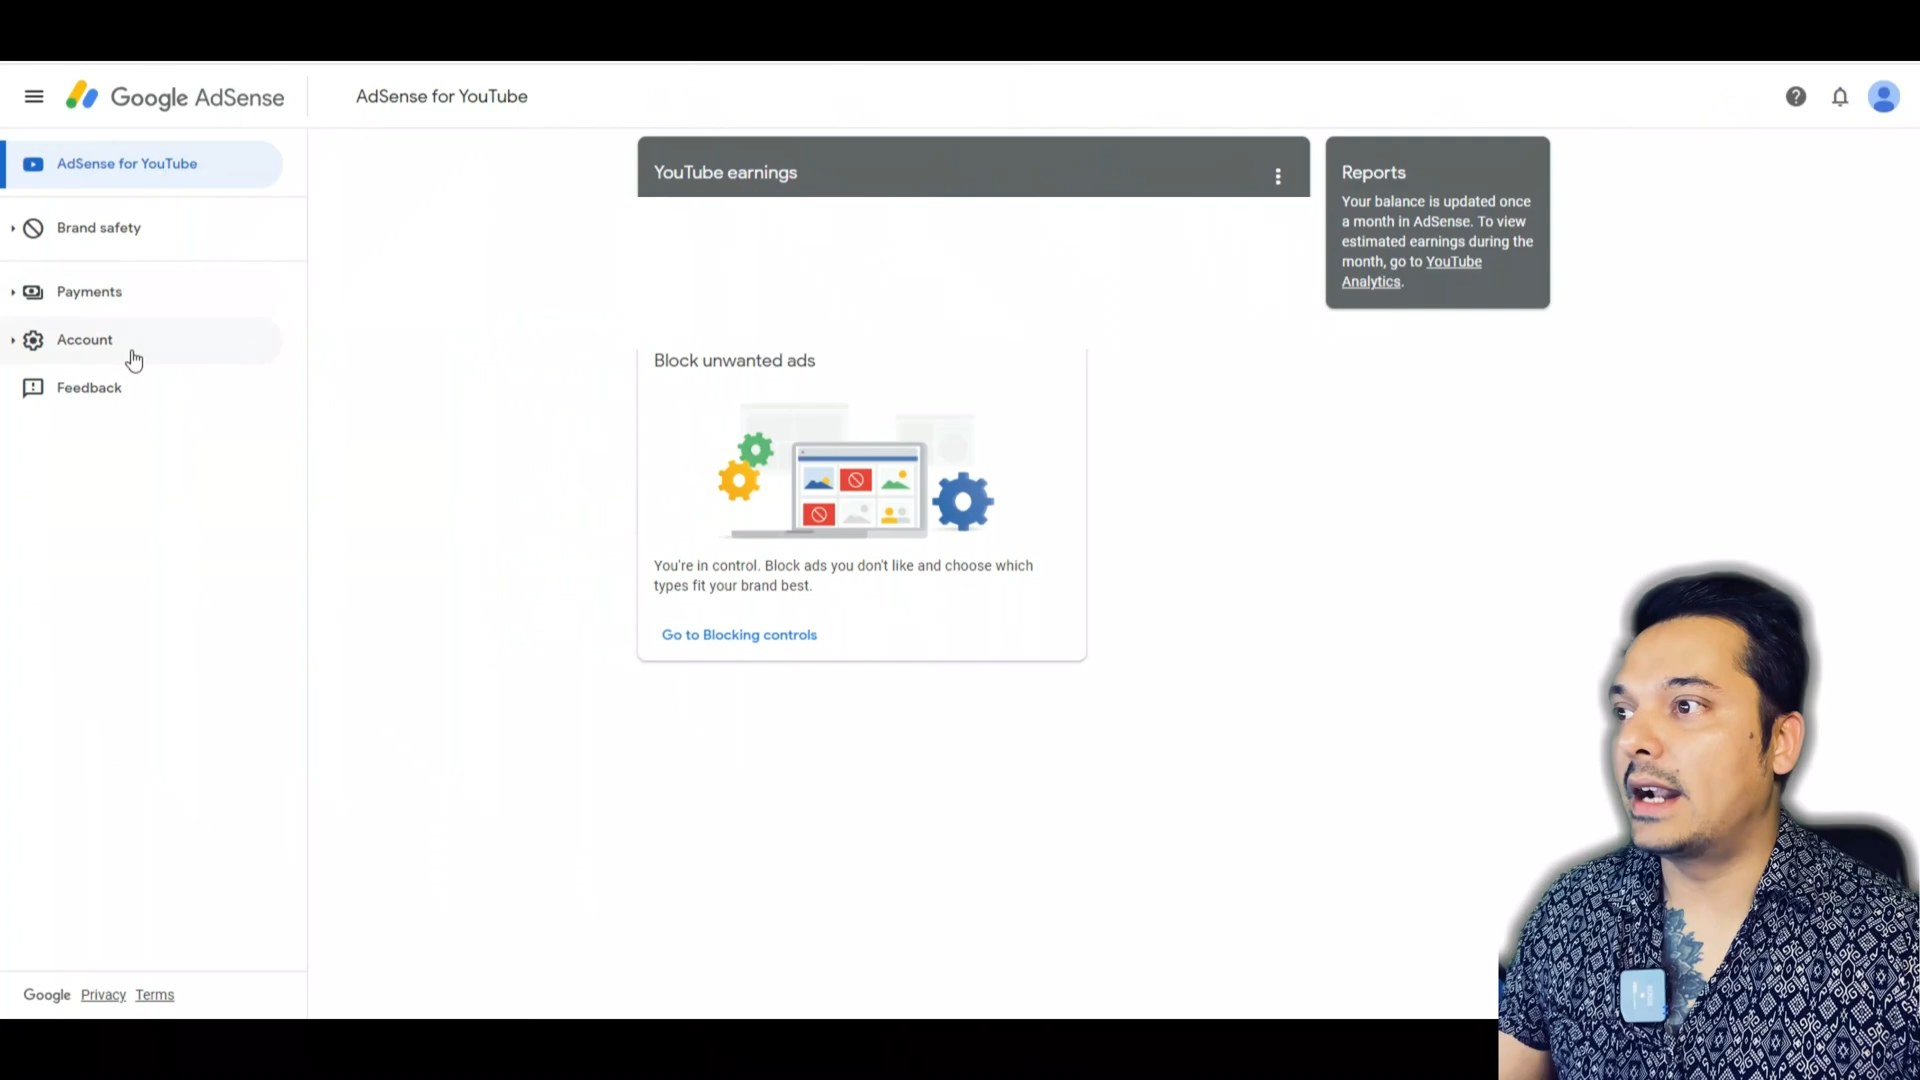 Google AdSense
AdSense for YouTube
AdSense for YouTube
Brand safety
Payments
Account
Feedback
YouTube earnings
Reports
Your balance is updated once
a month in AdSense. To view
estimated earnings during the
month, go to YouTube
Analytics.
Block unwanted ads
You're in control. Block ads you don't like and choose which
types fit your brand best.
Go to Blocking controls
Google Privacy Terms